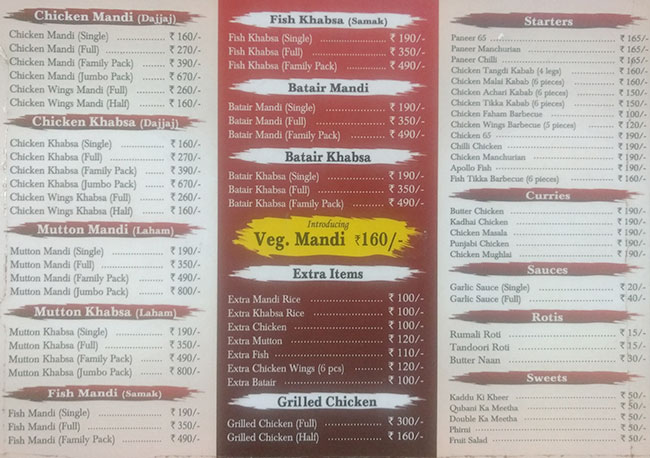 Chicken Mandi (Dajjaj)
Chicken Mandi (Single) ........ ₹ 160/-
Chicken Mandi (Full) ........ ₹ 270/-
Chicken Mandi (Family Pack) ........ ₹ 390/-
Chicken Mandi (Jumbo Pack) ........ ₹ 670/-
Chicken Wings Mandi (Full) ........ ₹ 260/-
Chicken Wings Mandi (Half) ........ ₹ 160/-
Chicken Khabsa (Dajjaj)
Chicken Khabsa (Single) ........ ₹ 160/-
Chicken Khabsa (Full) ........ ₹ 270/-
Chicken Khabsa (Family Pack) ........ ₹ 390/-
Chicken Khabsa (Jumbo Pack) ........ ₹ 670/-
Chicken Wings Khabsa (Full) ........ ₹ 260/-
Chicken Wings Khabsa (Half) ........ ₹ 160/-
Mutton Mandi (Laham)
Mutton Mandi (Single) ........ ₹ 190/-
Mutton Mandi (Full) ........ ₹ 350/-
Mutton Mandi (Family Pack) ........ ₹ 490/-
Mutton Mandi (Jumbo Pack) ........ ₹ 800/-
Mutton Khabsa (Laham)
Mutton Khabsa (Single) ........ ₹ 190/-
Mutton Khabsa (Full) ........ ₹ 350/-
Mutton Khabsa (Family Pack) ........ ₹ 490/-
Mutton Khabsa (Jumbo Pack) ........ ₹ 800/-
Fish Mandi (Samak)
Fish Mandi (Single) ........ ₹ 190/-
Fish Mandi (Full) ........ ₹ 350/-
Fish Mandi (Family Pack) ........ ₹ 490/-
Fish Khabsa (Samak)
Fish Khabsa (Single) ........ ₹ 190/-
Fish Khabsa (Full) ........ ₹ 350/-
Fish Khabsa (Family Pack) ........ ₹ 490/-
Batair Mandi
Batair Mandi (Single) ........ ₹ 190/-
Batair Mandi (Full) ........ ₹ 350/-
Batair Mandi (Family Pack) ........ ₹ 490/-
Batair Khabsa
Batair Khabsa (Single) ........ ₹ 190/-
Batair Khabsa (Full) ........ ₹ 350/-
Batair Khabsa (Family Pack) ........ ₹ 490/-
Introducing
Veg. Mandi ₹160/-
Extra Items
Extra Mandi Rice ........ ₹ 100/-
Extra Khabsa Rice ........ ₹ 100/-
Extra Chicken ........ ₹ 100/-
Extra Mutton ........ ₹ 120/-
Extra Fish ........ ₹ 110/-
Extra Chicken Wings (6 pcs) ........ ₹ 120/-
Extra Batair ........ ₹ 100/-
Grilled Chicken
Grilled Chicken (Full) ........ ₹ 300/-
Grilled Chicken (Half) ........ ₹ 160/-
Starters
Paneer 65 ........ ₹ 165/-
Paneer Manchurian ........ ₹ 165/-
Paneer Chilli ........ ₹ 165/-
Chicken Tangdi Kabab (4 legs) ........ ₹ 160/-
Chicken Malai Kabab (6 pieces) ........ ₹ 160/-
Chicken Achari Kabab (6 pieces) ........ ₹ 150/-
Chicken Tikka Kabab (6 pieces) ........ ₹ 150/-
Chicken Faham Barbecue ........ ₹ 100/-
Chicken Wings Barbecue (5 pieces) ........ ₹ 120/-
Chicken 65 ........ ₹ 190/-
Chilli Chicken ........ ₹ 190/-
Chicken Manchurian ........ ₹ 190/-
Apollo Fish ........ ₹ 190/-
Fish Tikka Barbecue (6 pieces) ........ ₹ 160/-
Curries
Butter Chicken ........ ₹ 190/-
Kadhai Chicken ........ ₹ 190/-
Chicken Masala ........ ₹ 190/-
Punjabi Chicken ........ ₹ 190/-
Chicken Mughlai ........ ₹ 190/-
Sauces
Garlic Sauce (Single) ........ ₹ 20/-
Garlic Sauce (Full) ........ ₹ 40/-
Rotis
Rumali Roti ........ ₹ 15/-
Tandoori Roti ........ ₹ 15/-
Butter Naan ........ ₹ 30/-
Sweets
Kaddu Ki Kheer ........ ₹ 50/-
Qubani Ka Meetha ........ ₹ 50/-
Double Ka Meetha ........ ₹ 50/-
Phirni ........ ₹ 50/-
Fruit Salad ........ ₹ 50/-